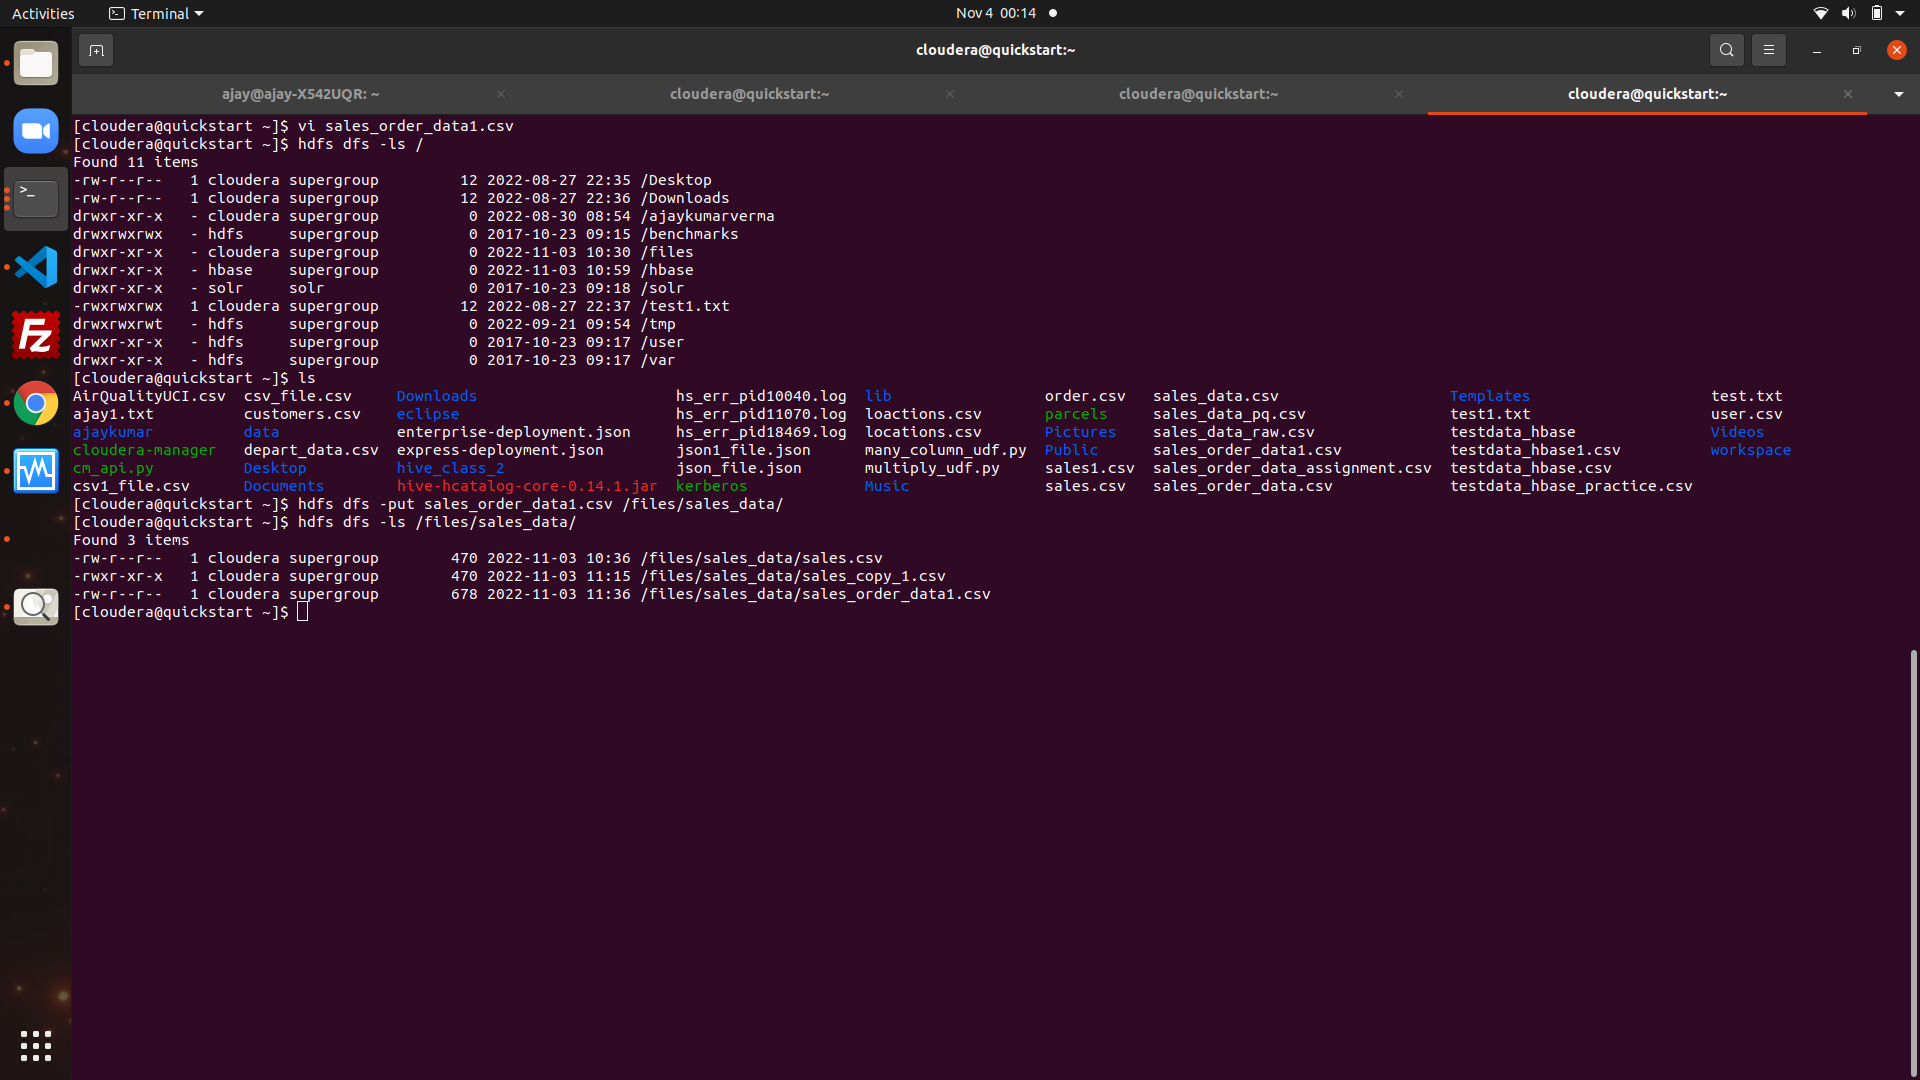 Activities Terminal Nov 4 00:14
cloudera@quickstart:~
ajay@ajay-X542UQR: ~ cloudera@quickstart:~ cloudera@quickstart:~ cloudera@quickstart:~
[cloudera@quickstart ~]$ vi sales_order_data1.csv
[cloudera@quickstart ~]$ hdfs dfs -ls /
Found 11 items
-rw-r--r--   1 cloudera supergroup         12 2022-08-27 22:35 /Desktop
-rw-r--r--   1 cloudera supergroup         12 2022-08-27 22:36 /Downloads
drwxr-xr-x   - cloudera supergroup          0 2022-08-30 08:54 /ajaykumarverma
drwxrwxrwx   - hdfs     supergroup          0 2017-10-23 09:15 /benchmarks
drwxr-xr-x   - cloudera supergroup          0 2022-11-03 10:30 /files
drwxr-xr-x   - hbase    supergroup          0 2022-11-03 10:59 /hbase
drwxr-xr-x   - solr     solr                0 2017-10-23 09:18 /solr
-rwxrwxrwx   1 cloudera supergroup         12 2022-08-27 22:37 /test1.txt
drwxrwxrwt   - hdfs     supergroup          0 2022-09-21 09:54 /tmp
drwxr-xr-x   - hdfs     supergroup          0 2017-10-23 09:17 /user
drwxr-xr-x   - hdfs     supergroup          0 2017-10-23 09:17 /var
[cloudera@quickstart ~]$ ls
AirQualityUCI.csv  csv_file.csv  Downloads  hs_err_pid10040.log  lib  order.csv  sales_data.csv  Templates  test.txt
ajay1.txt  customers.csv  eclipse  hs_err_pid11070.log  loactions.csv  parcels  sales_data_pq.csv  test1.txt  user.csv
ajaykumar  data  enterprise-deployment.json  hs_err_pid18469.log  locations.csv  Pictures  sales_data_raw.csv  testdata_hbase  Videos
cloudera-manager  depart_data.csv  express-deployment.json  json1_file.json  many_column_udf.py  Public  sales_order_data1.csv  testdata_hbase1.csv  workspace
cm_api.py  Desktop  hive_class_2  json_file.json  multiply_udf.py  sales1.csv  sales_order_data_assignment.csv  testdata_hbase.csv
csv1_file.csv  Documents  hive-hcatalog-core-0.14.1.jar  kerberos  Music  sales.csv  sales_order_data.csv  testdata_hbase_practice.csv
[cloudera@quickstart ~]$ hdfs dfs -put sales_order_data1.csv /files/sales_data/
[cloudera@quickstart ~]$ hdfs dfs -ls /files/sales_data/
Found 3 items
-rw-r--r--   1 cloudera supergroup        470 2022-11-03 10:36 /files/sales_data/sales.csv
-rwxr-xr-x   1 cloudera supergroup        470 2022-11-03 11:15 /files/sales_data/sales_copy_1.csv
-rw-r--r--   1 cloudera supergroup        678 2022-11-03 11:36 /files/sales_data/sales_order_data1.csv
[cloudera@quickstart ~]$